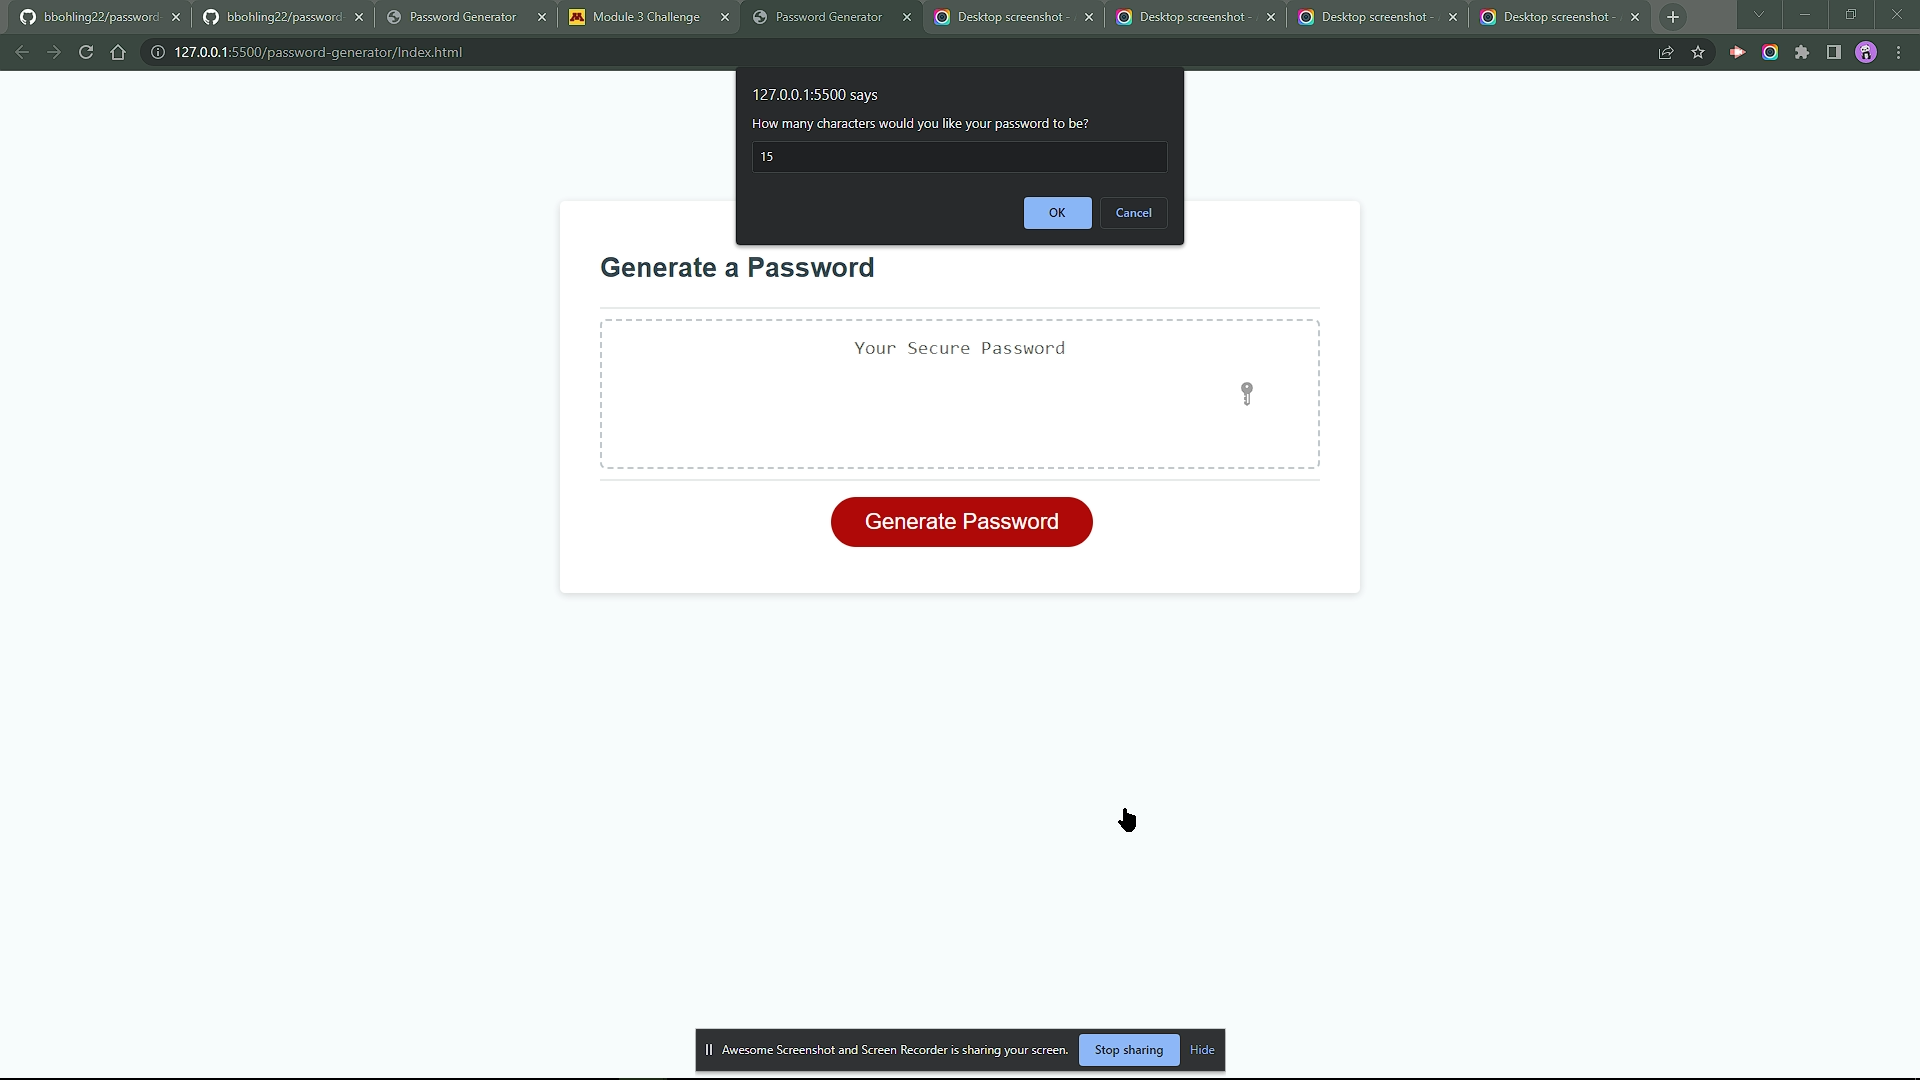 bbohling22/password-
bbohling22/password-
Password Generator
Module 3 Challenge
Password Generator
Desktop screenshot -
Desktop screenshot -
Desktop screenshot -
Desktop screenshot -
127.0.0.1:5500/password-generator/Index.html
127.0.0.1:5500 says
How many characters would you like your password to be?
15
OK
Cancel
Generate a Password
Your Secure Password
Generate Password
Awesome Screenshot and Screen Recorder is sharing your screen.
Stop sharing
Hide